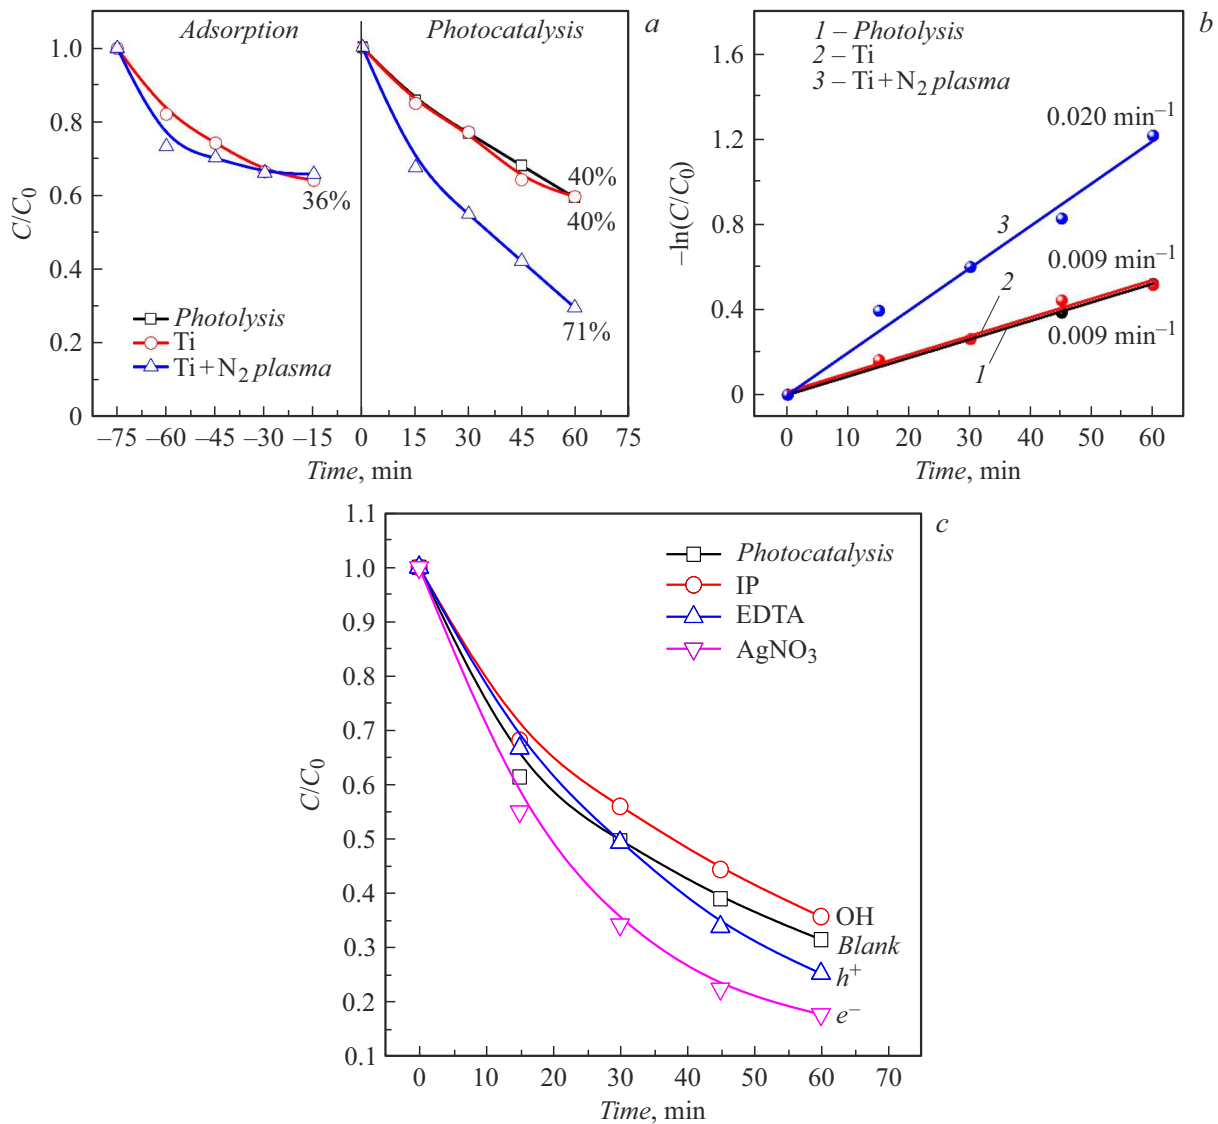 a
Adsorption
Photocatalysis
C/C0
1.0
0.8
0.6
0.4
0.2
0
36%
40%
40%
71%
Photolysis
Ti
Ti + N2 plasma
–75 –60 –45 –30 –15 0 15 30 45 60 75
Time, min
b
1 – Photolysis
2 – Ti
3 – Ti + N2 plasma
–ln(C/C0)
1.6
1.2
0.8
0.4
0
0.020 min–1
3
0.009 min–1
2
0.009 min–1
1
0 10 20 30 40 50 60
Time, min
c
Photocatalysis
IP
EDTA
AgNO3
C/C0
1.1
1.0
0.9
0.8
0.7
0.6
0.5
0.4
0.3
0.2
0.1
OH
Blank
h+
e–
0 10 20 30 40 50 60 70
Time, min